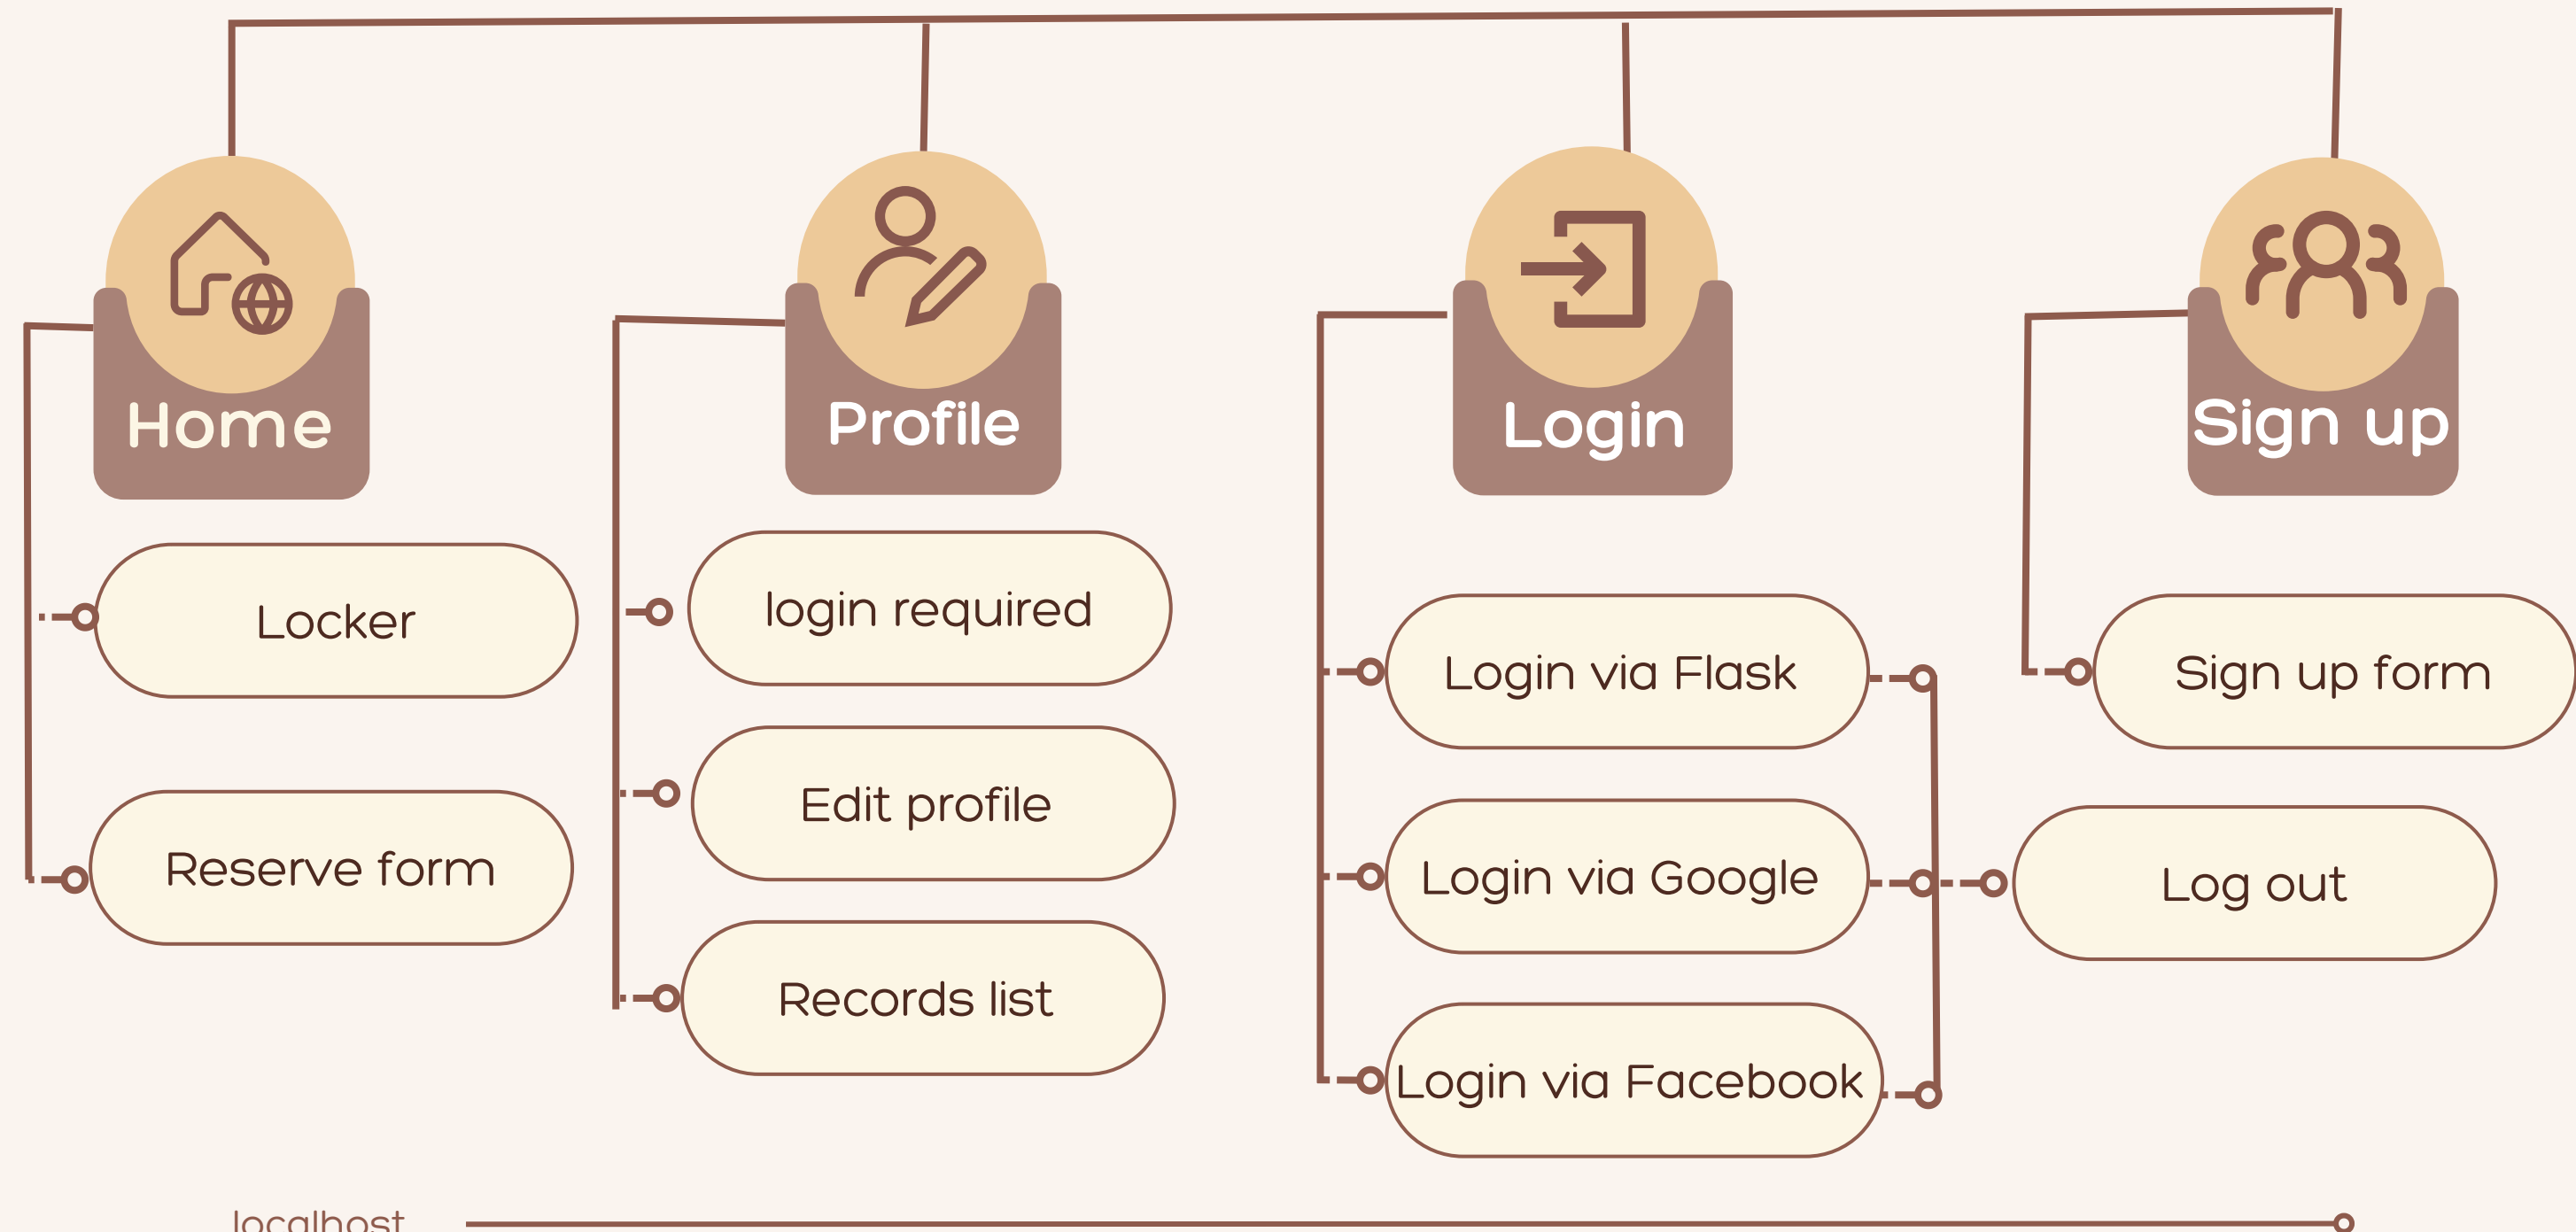 Home
Profile
Login
Sign up
Locker
Reserve form
login required
Edit profile
Records list
Login via Flask
Login via Google
Login via Facebook
Sign up form
Log out
localhost